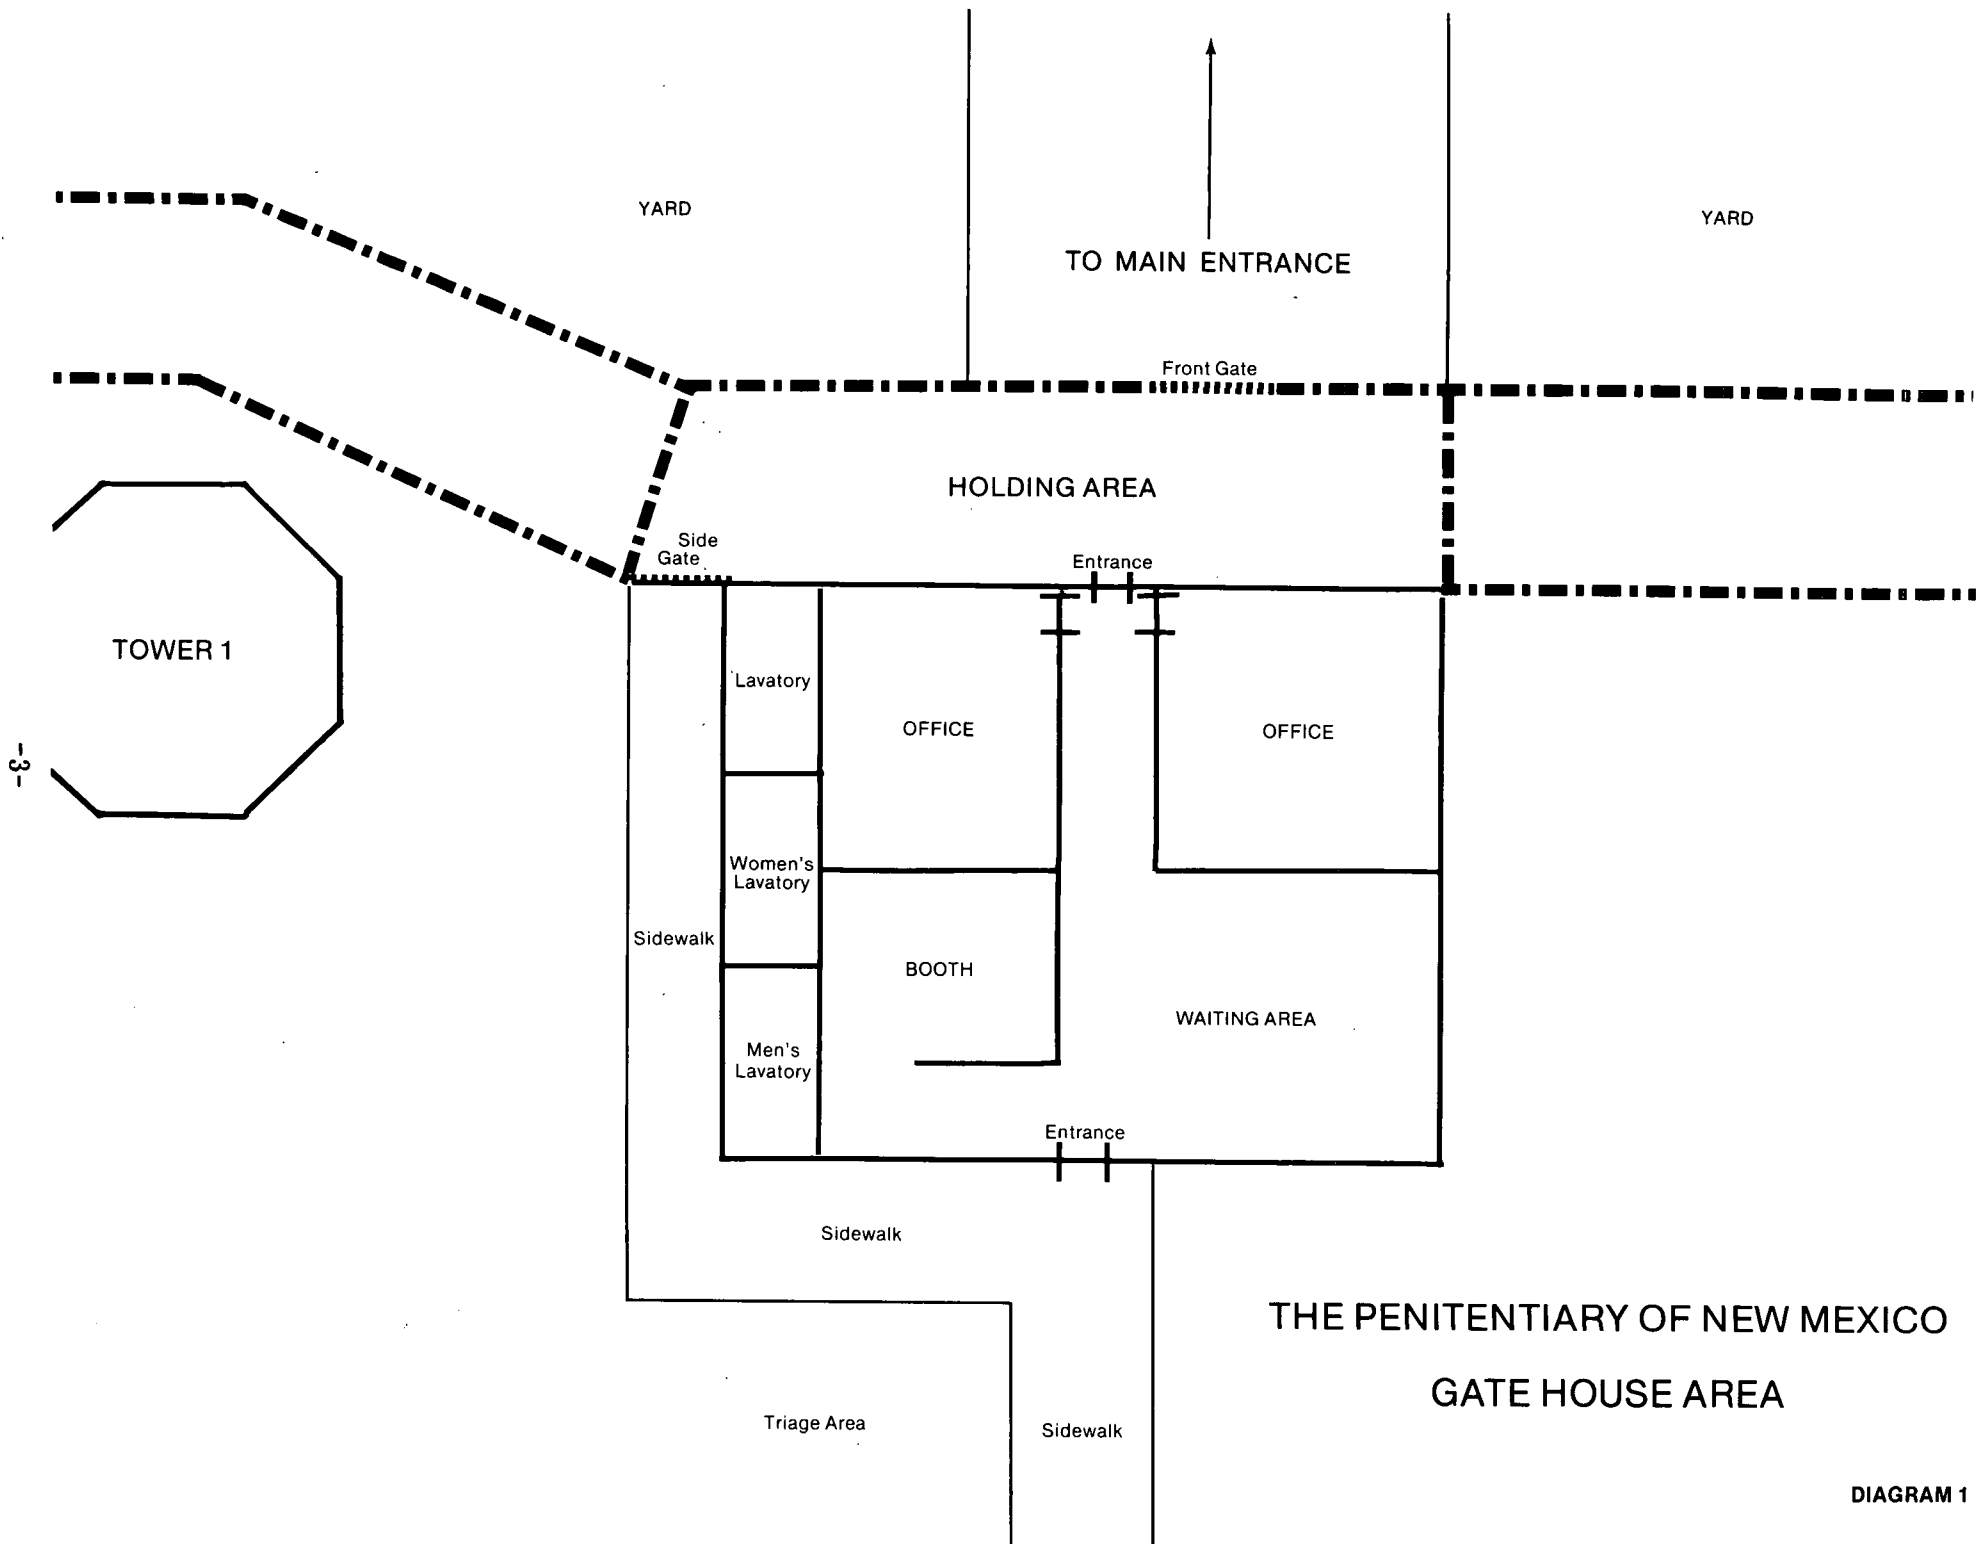 YARD
YARD
TO MAIN ENTRANCE
Front Gate
HOLDING AREA
Side
Gate
Entrance
TOWER 1
Lavatory
OFFICE
OFFICE
-3-
Women's
Lavatory
Sidewalk
BOOTH
WAITING AREA
Men's
Lavatory
Entrance
Sidewalk
THE PENITENTIARY OF NEW MEXICO
GATE HOUSE AREA
Triage Area
Sidewalk
DIAGRAM 1